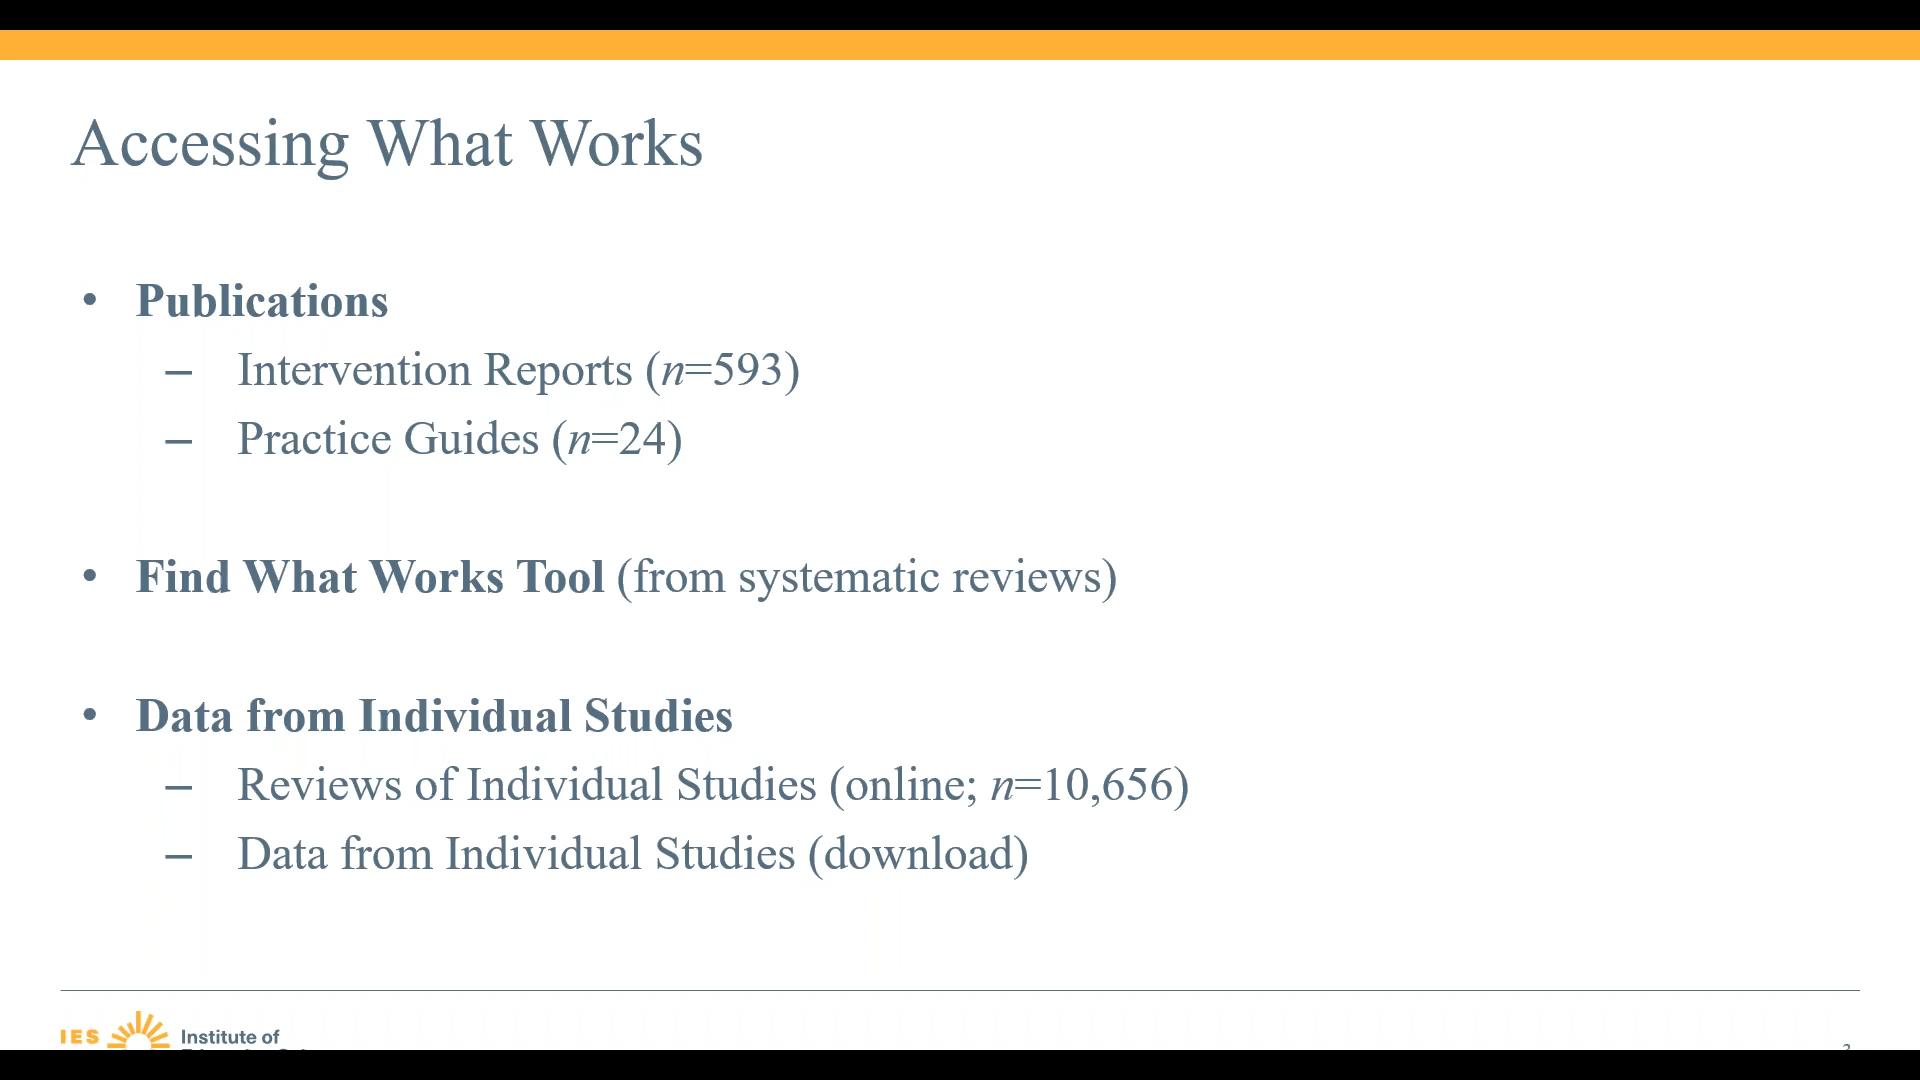 Accessing What Works
• Publications
– Intervention Reports (n=593)
– Practice Guides (n=24)
• Find What Works Tool (from systematic reviews)
• Data from Individual Studies
– Reviews of Individual Studies (online; n=10,656)
– Data from Individual Studies (download)
IES Institute of